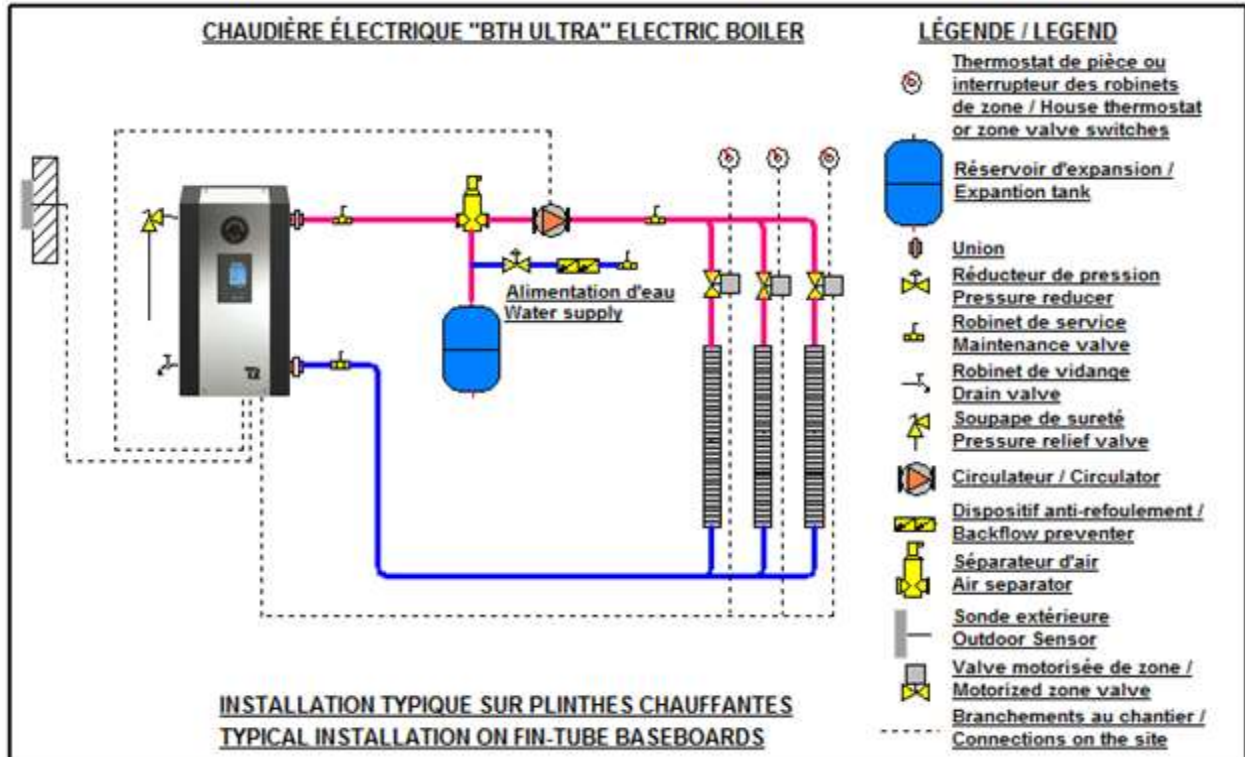 CHAUDIÈRE ÉLECTRIQUE "BTH ULTRA" ELECTRIC BOILER
LÉGENDE / LEGEND
Thermostat de pièce ou
interrupteur des robinets
de zone / House thermostat
or zone valve switches
Réservoir d'expansion /
Expantion tank
Union
Réducteur de pression
Pressure reducer
Robinet de service
Maintenance valve
Robinet de vidange
Drain valve
Soupape de sureté
Pressure relief valve
Circulateur / Circulator
Dispositif anti-refoulement /
Backflow preventer
Séparateur d'air
Air separator
Sonde extérieure
Outdoor Sensor
Valve motorisée de zone /
Motorized zone valve
Branchements au chantier /
Connections on the site
Alimentation d'eau
Water supply
INSTALLATION TYPIQUE SUR PLINTHES CHAUFFANTES
TYPICAL INSTALLATION ON FIN-TUBE BASEBOARDS